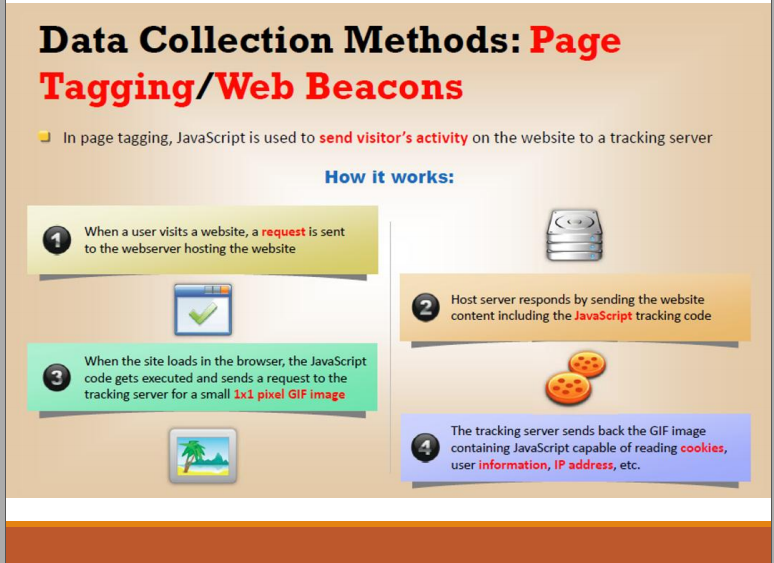 Data Collection Methods: Page
Tagging/Web Beacons
In page tagging, JavaScript is used to send visitor's activity on the website to a tracking server
How it works:
1
When a user visits a website, a request is sent
to the webserver hosting the website
2
Host server responds by sending the website
content including the JavaScript tracking code
3
When the site loads in the browser, the JavaScript
code gets executed and sends a request to the
tracking server for a small 1x1 pixel GIF image
4
The tracking server sends back the GIF image
containing JavaScript capable of reading cookies,
user information, IP address, etc.